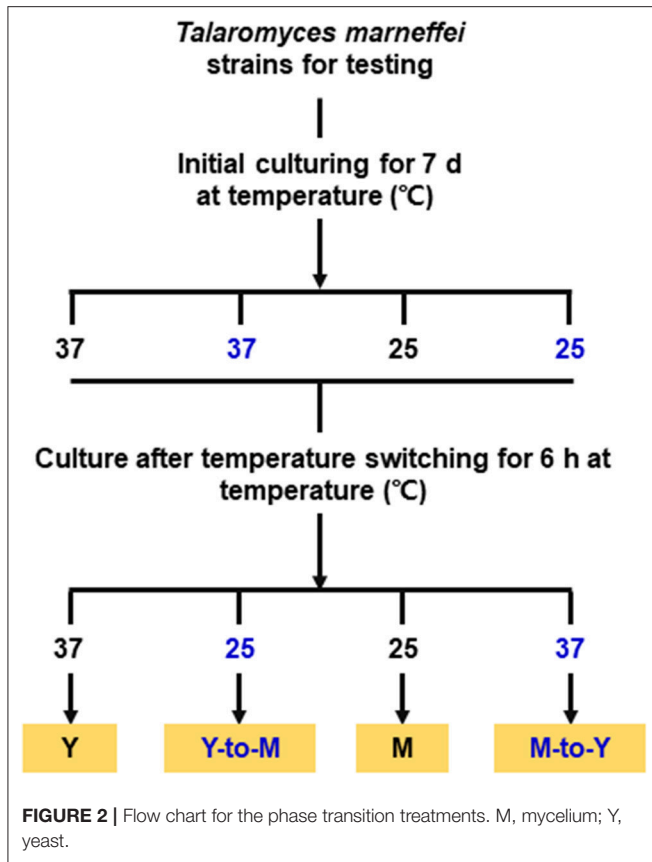 Talaromyces marneffei
strains for testing
Initial culturing for 7 d
at temperature (℃)
37 37 25 25
Culture after temperature switching for 6 h at
temperature (℃)
37 25 25 37
Y Y-to-M M M-to-Y
FIGURE 2 | Flow chart for the phase transition treatments. M, mycelium; Y,
yeast.